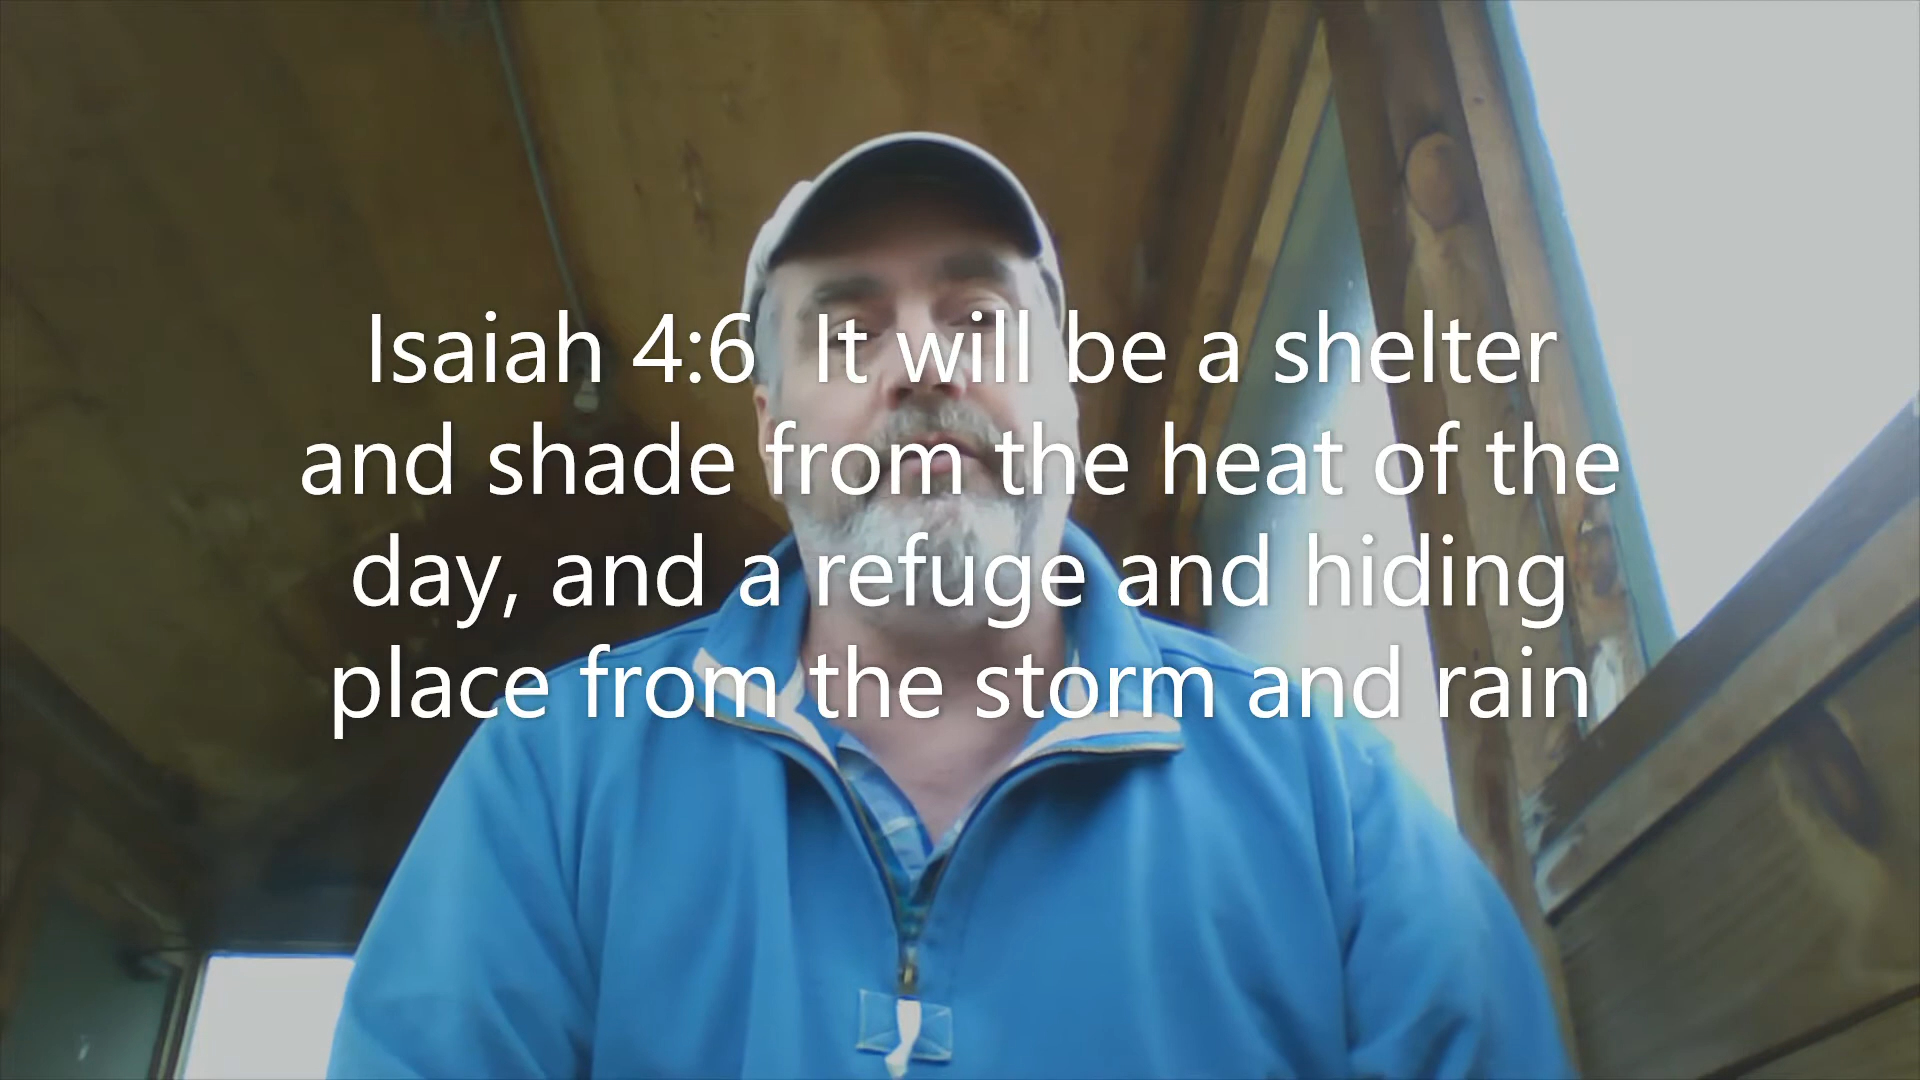 Isaiah 4:6  It will be a shelter
and shade from the heat of the
day, and a refuge and hiding
place from the storm and rain